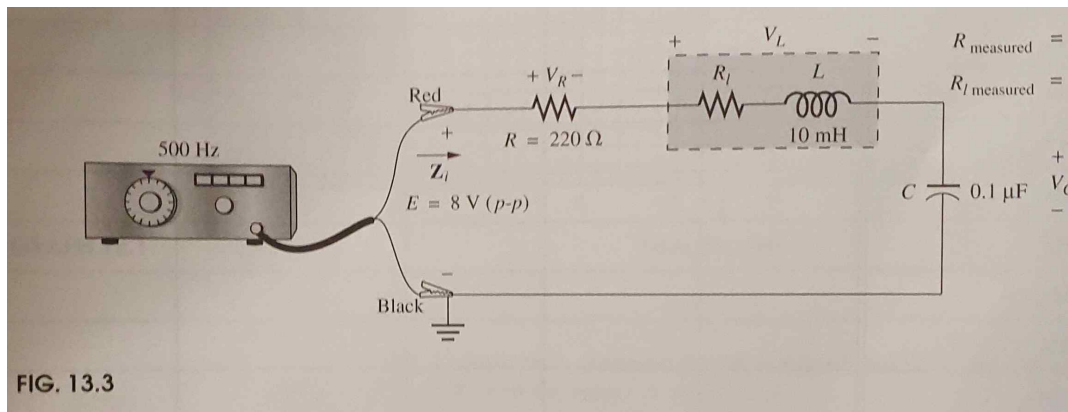 + V_L −
R measured =
R_l measured =
+ V_R −
R_l
L
Red
500 Hz
R = 220 Ω
10 mH
+
Z_i
+
E = 8 V (p-p)
C
0.1 µF
V_C
−
−
Black
FIG. 13.3